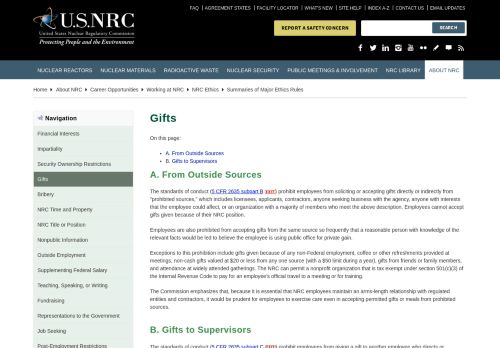 FAQ | AGREEMENT STATES | FACILITY LOCATOR | WHAT'S NEW | SITE HELP | INDEX A-Z | CONTACT US | EMAIL UPDATES
U.S.NRC
United States Nuclear Regulatory Commission
Protecting People and the Environment
REPORT A SAFETY CONCERN
SEARCH
NUCLEAR REACTORS NUCLEAR MATERIALS RADIOACTIVE WASTE NUCLEAR SECURITY PUBLIC MEETINGS & INVOLVEMENT NRC LIBRARY ABOUT NRC
Home About NRC Career Opportunities Working at NRC NRC Ethics Summaries of Major Ethics Rules
Navigation
Financial Interests
Impartiality
Security Ownership Restrictions
Gifts
Bribery
NRC Time and Property
NRC Title or Position
Nonpublic Information
Outside Employment
Supplementing Federal Salary
Teaching, Speaking, or Writing
Fundraising
Representations to the Government
Job Seeking
Post-Employment Restrictions
Gifts
On this page:
A. From Outside Sources
B. Gifts to Supervisors
A. From Outside Sources
The standards of conduct (5 CFR 2635 subpart B) prohibit employees from soliciting or accepting gifts directly or indirectly from
"prohibited sources," which includes licensees, applicants, contractors, anyone seeking business with the agency, anyone with interests
that the employee could affect, or an organization with a majority of members who meet the above description. Employees cannot accept
gifts given because of their NRC position.
Employees are also prohibited from accepting gifts from the same source so frequently that a reasonable person with knowledge of
the relevant facts would be led to believe the employee is using public office for private gain.
Exceptions to this prohibition include gifts given because of any non-Federal employment, coffee or other refreshments provided at
meetings, non-cash gifts valued at $20 or less from any one source (with a $50 limit during a year), gifts from friends or family members,
and attendance at widely attended gatherings. The NRC can permit a nonprofit organization that is tax exempt under section 501(c)(3) of
the Internal Revenue Code to pay for an employee's official travel to a meeting or for training.
The Commission emphasizes that, because it is essential that NRC employees maintain an arms-length relationship with regulated
entities and contractors, it would be prudent for employees to exercise care even in accepting permitted gifts or meals from prohibited
sources.
B. Gifts to Supervisors
The standards of conduct (5 CFR 2635 subpart C) prohibit employees from giving a gift to another employee who directly or